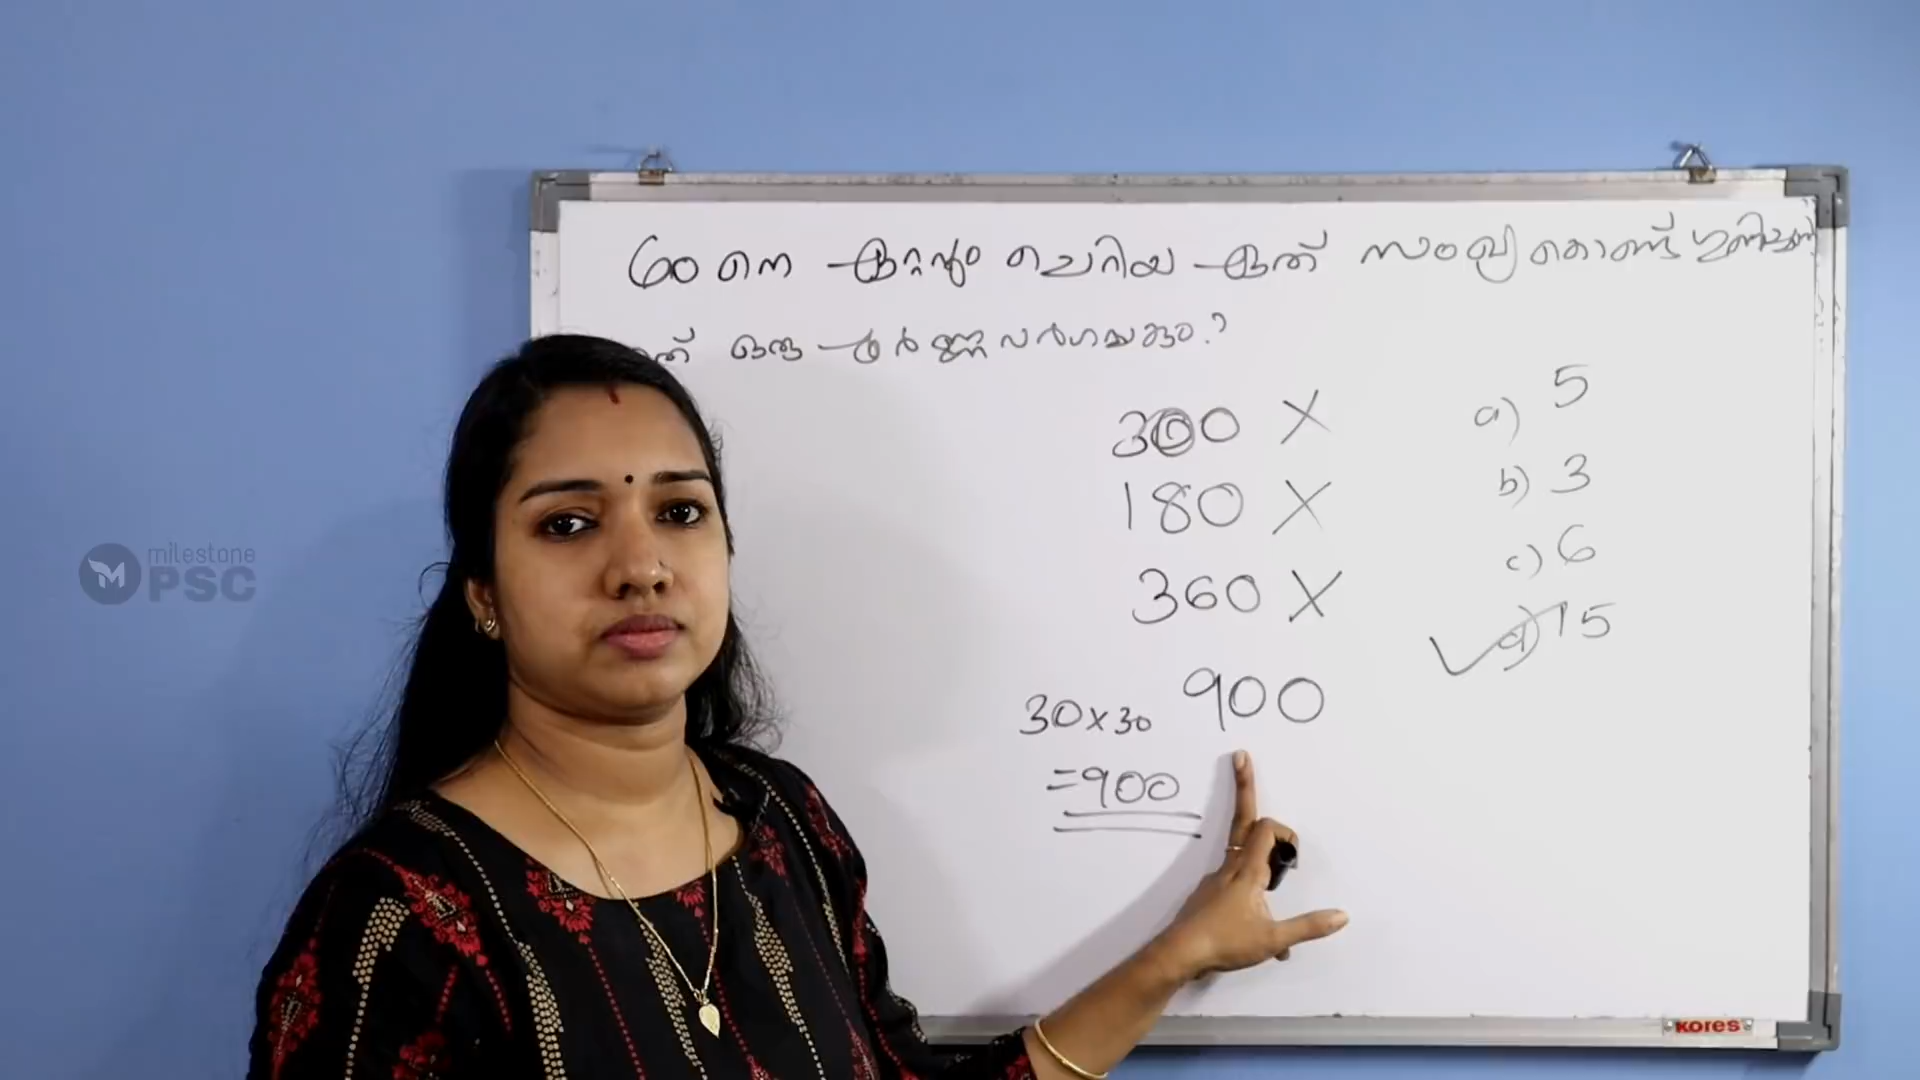 60 നെ ഏറ്റവും ചെറിയ ഏത് സംഖ്യ കൊണ്ട്
ഒരു പൂർണ്ണവർഗമാകും?
300 X
180 X
360 X
900
30x30
=900
a) 5
b) 3
c) 6
d) 15
milestone
PSC
KORES